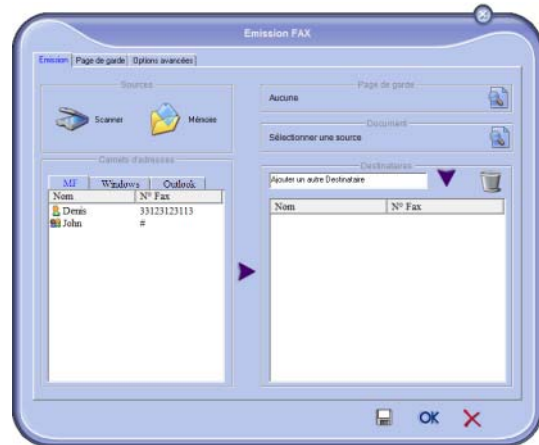 Emission FAX
Emission Page de garde Options avancées
Sources
Scanner Mémoire
Page de garde
Aucune
Document
Sélectionner une source
Carnets d'adresses
MF Windows Outlook
Nom N° Fax
Denis 33123123113
John #
Destinataires
Ajouter un autre Destinataire
Nom N° Fax
OK